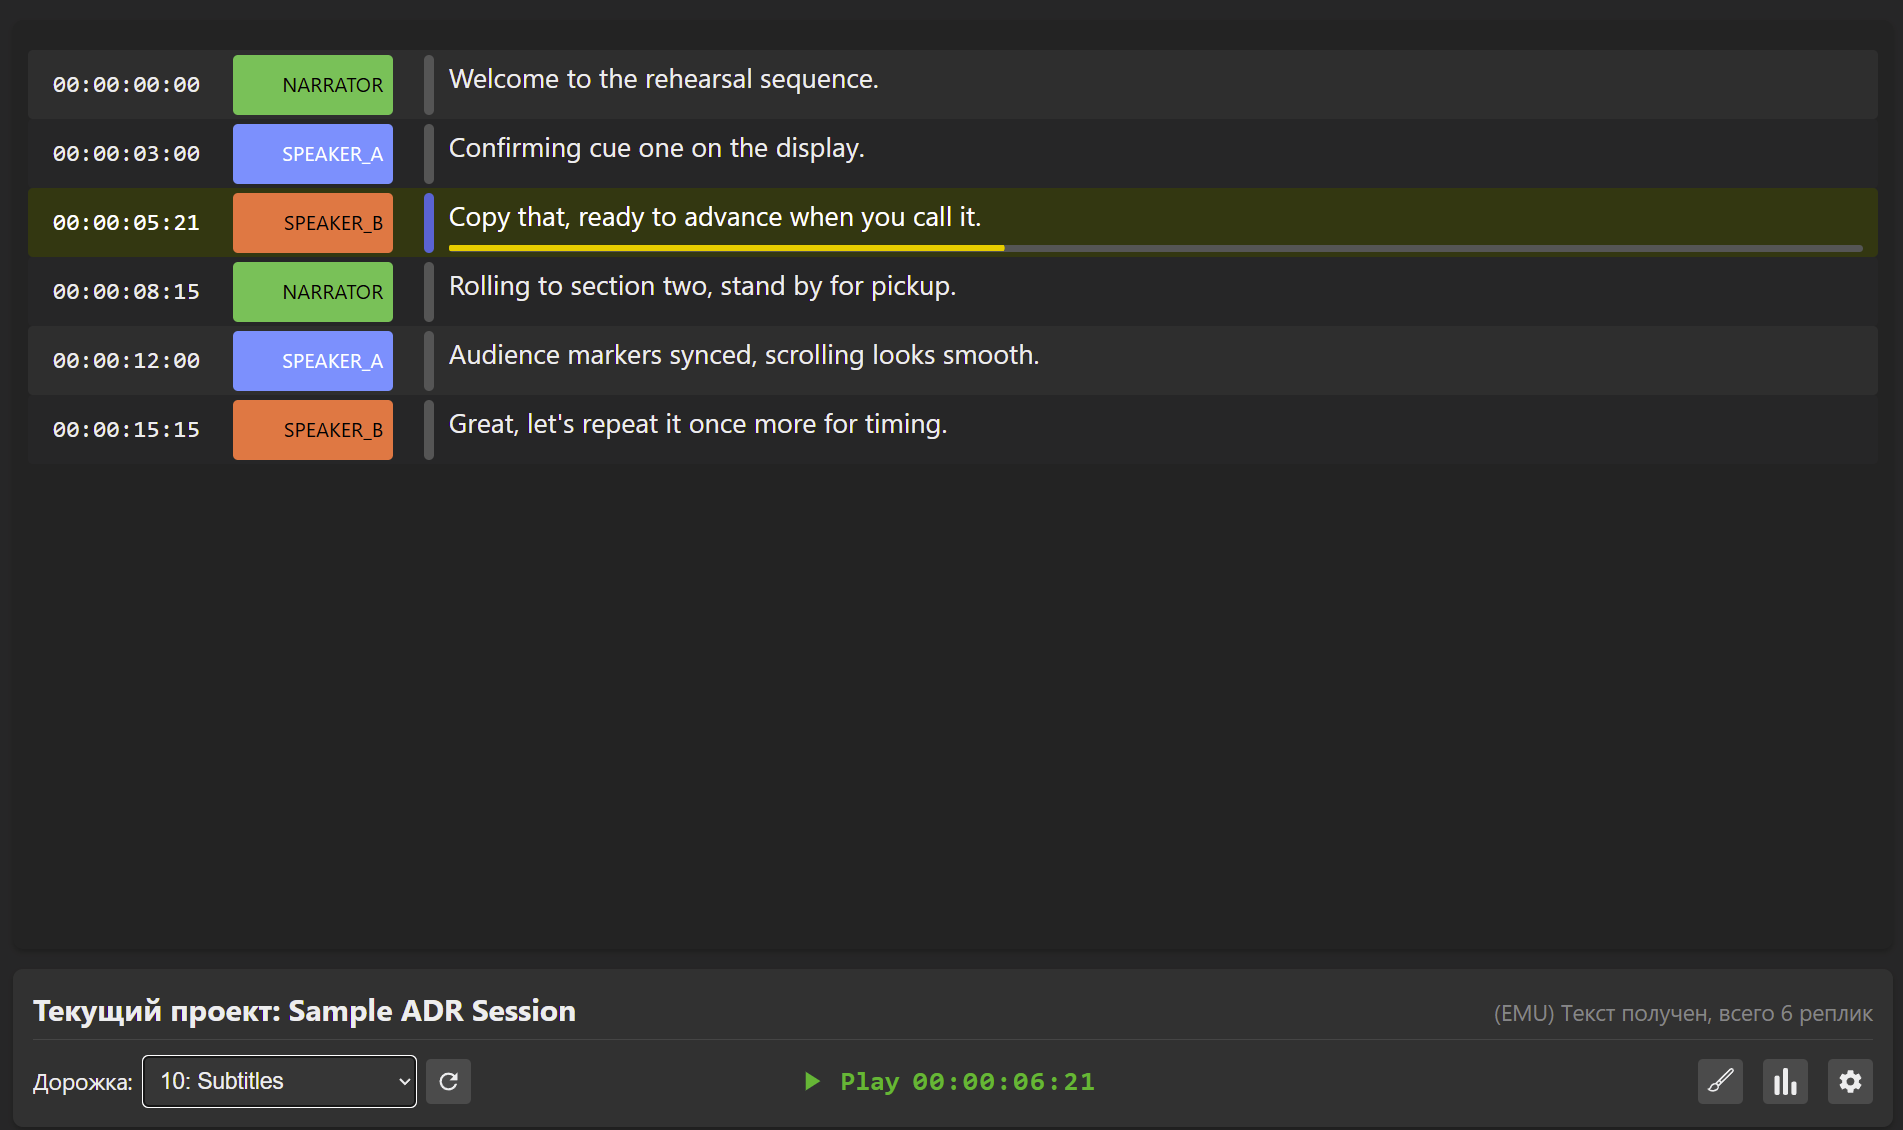 00:00:00:00 NARRATOR Welcome to the rehearsal sequence.
00:00:03:00 SPEAKER_A Confirming cue one on the display.
00:00:05:21 SPEAKER_B Copy that, ready to advance when you call it.
00:00:08:15 NARRATOR Rolling to section two, stand by for pickup.
00:00:12:00 SPEAKER_A Audience markers synced, scrolling looks smooth.
00:00:15:15 SPEAKER_B Great, let's repeat it once more for timing.
Текущий проект: Sample ADR Session (EMU) Текст получен, всего 6 реплик
Дорожка: 10: Subtitles Play 00:00:06:21